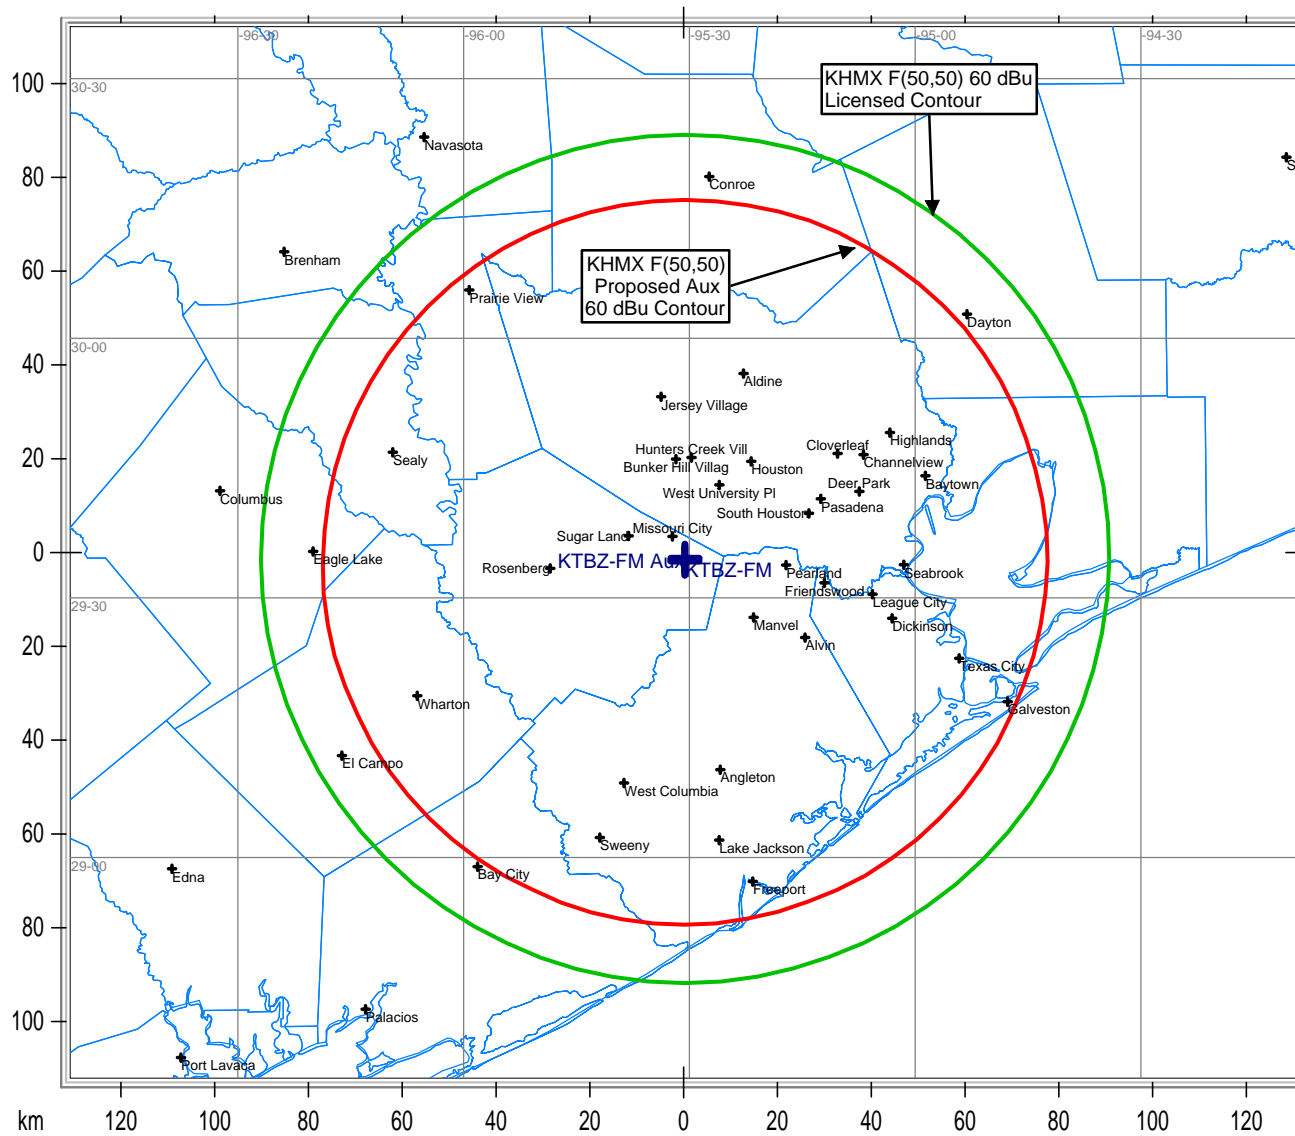 -96-30
-96-00
-95-30
-95-00
-94-30
30-30
30-00
29-30
29-00
100
80
60
40
20
0
20
40
60
80
100
KHMX F(50,50) 60 dBu
Licensed Contour
KHMX F(50,50)
Proposed Aux
60 dBu Contour
Navasota
Conroe
S
Brenham
Prairie View
Dayton
Aldine
Jersey Village
Highlands
Hunters Creek Vill
Cloverleaf
Bunker Hill Villag
Houston
Channelview
Sealy
Baytown
Deer Park
West University Pl
Columbus
Pasadena
South Houston
Missouri City
Sugar Land
Eagle Lake
KTBZ-FM Aux
KTBZ-FM
Rosenberg
Pearland
Seabrook
Friendswood
League City
Manvel
Dickinson
Alvin
Texas City
Wharton
Galveston
El Campo
Angleton
West Columbia
Sweeny
Lake Jackson
Edna
Bay City
Freeport
Palacios
Port Lavaca
km
120
100
80
60
40
20
0
20
40
60
80
100
120